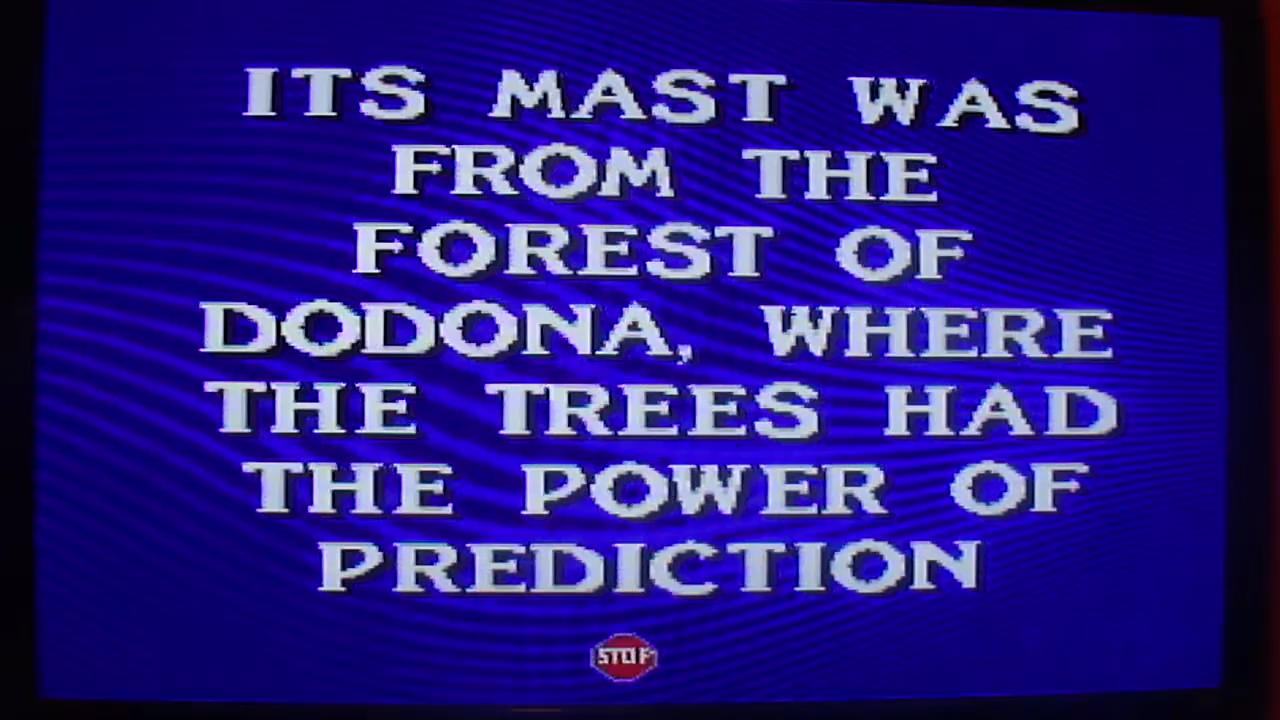 ITS MAST WAS
FROM THE
FOREST OF
DODONA, WHERE
THE TREES HAD
THE POWER OF
PREDICTION
STOP